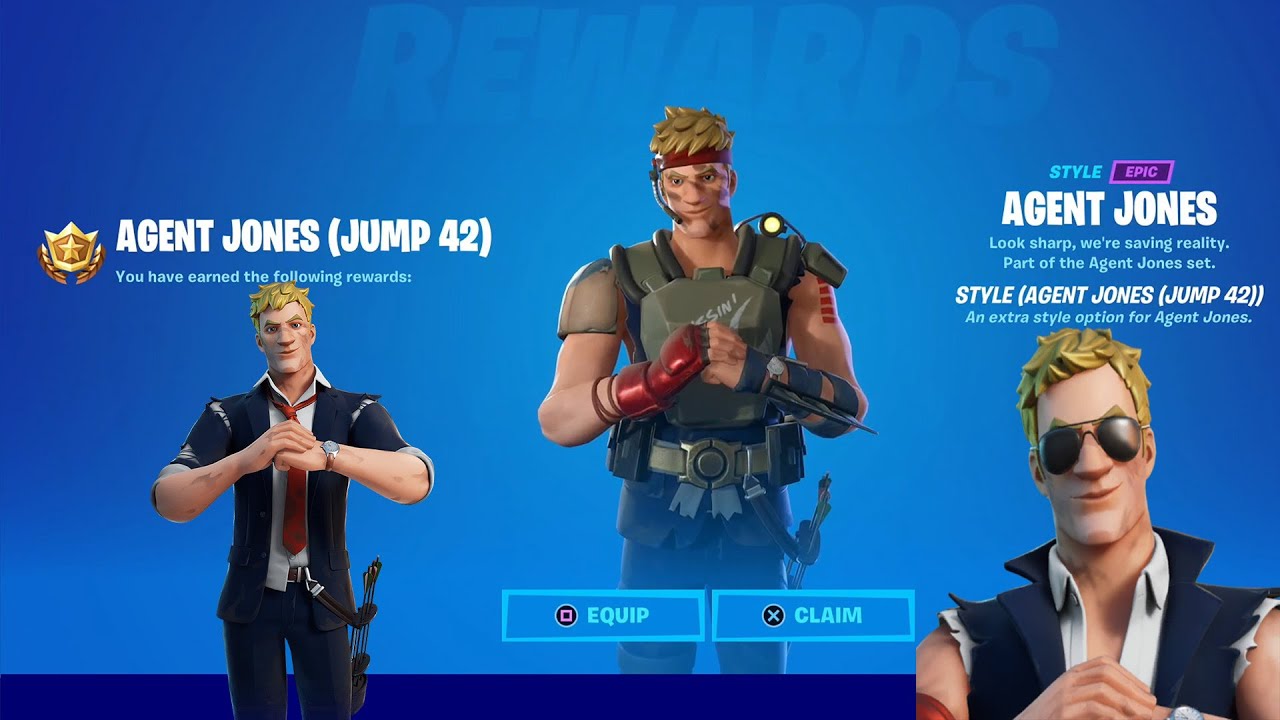 REWARDS
AGENT JONES (JUMP 42)
You have earned the following rewards:
STYLE EPIC
AGENT JONES
Look sharp, we're saving reality.
Part of the Agent Jones set.
STYLE (AGENT JONES (JUMP 42))
An extra style option for Agent Jones.
EQUIP
CLAIM